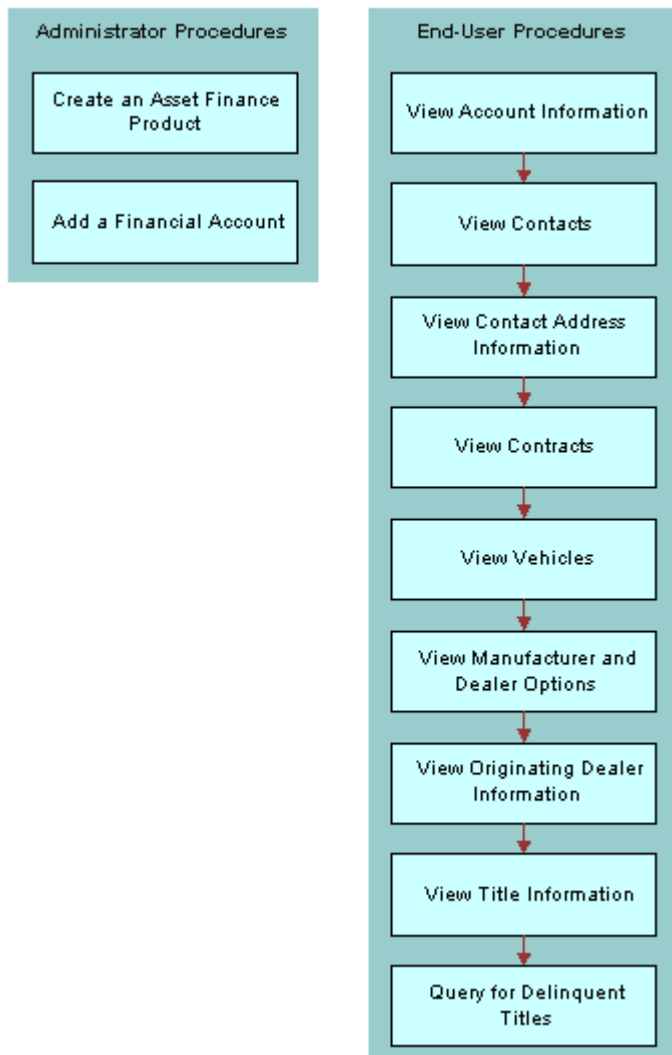 Administrator Procedures
Create an Asset Finance
Product
Add a Financial Account
End-User Procedures
View Account Information
View Contacts
View Contact Address
Information
View Contracts
View Vehicles
View Manufacturer and
Dealer Options
View Originating Dealer
Information
View Title Information
Query for Delinquent
Titles